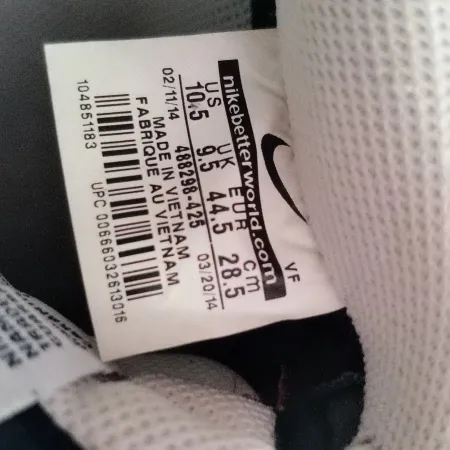 VF
nikebetterworld.com
US UK EUR cm
10.5 9.5 44.5 28.5
488298-425
02/11/14 03/20/14
MADE IN VIETNAM
FABRIQUE AU VIETNAM
UPC 00666032613016
104851183